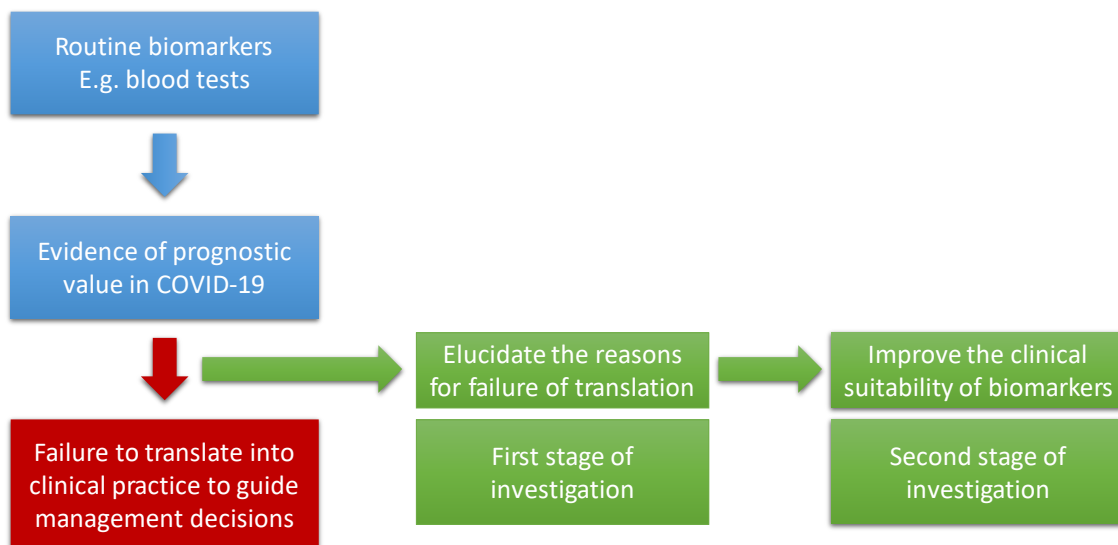 Routine biomarkers
E.g. blood tests
Evidence of prognostic
value in COVID-19
Elucidate the reasons
for failure of translation
Improve the clinical
suitability of biomarkers
Failure to translate into
clinical practice to guide
management decisions
First stage of
investigation
Second stage of
investigation